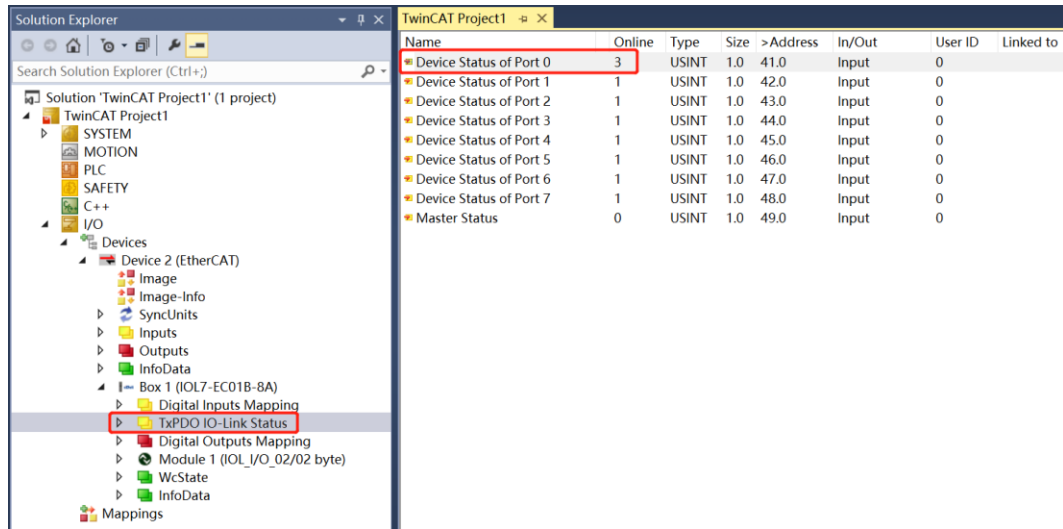 Solution Explorer
Search Solution Explorer (Ctrl+;)
Solution 'TwinCAT Project1' (1 project)
TwinCAT Project1
SYSTEM
MOTION
PLC
SAFETY
C++
I/O
Devices
Device 2 (EtherCAT)
Image
Image-Info
SyncUnits
Inputs
Outputs
InfoData
Box 1 (IOL7-EC01B-8A)
Digital Inputs Mapping
TxPDO IO-Link Status
Digital Outputs Mapping
Module 1 (IOL_I/O_02/02 byte)
WcState
InfoData
Mappings
TwinCAT Project1
Name Online Type Size >Address In/Out User ID Linked to
Device Status of Port 0 3 USINT 1.0 41.0 Input 0
Device Status of Port 1 1 USINT 1.0 42.0 Input 0
Device Status of Port 2 1 USINT 1.0 43.0 Input 0
Device Status of Port 3 1 USINT 1.0 44.0 Input 0
Device Status of Port 4 1 USINT 1.0 45.0 Input 0
Device Status of Port 5 1 USINT 1.0 46.0 Input 0
Device Status of Port 6 1 USINT 1.0 47.0 Input 0
Device Status of Port 7 1 USINT 1.0 48.0 Input 0
Master Status 0 USINT 1.0 49.0 Input 0